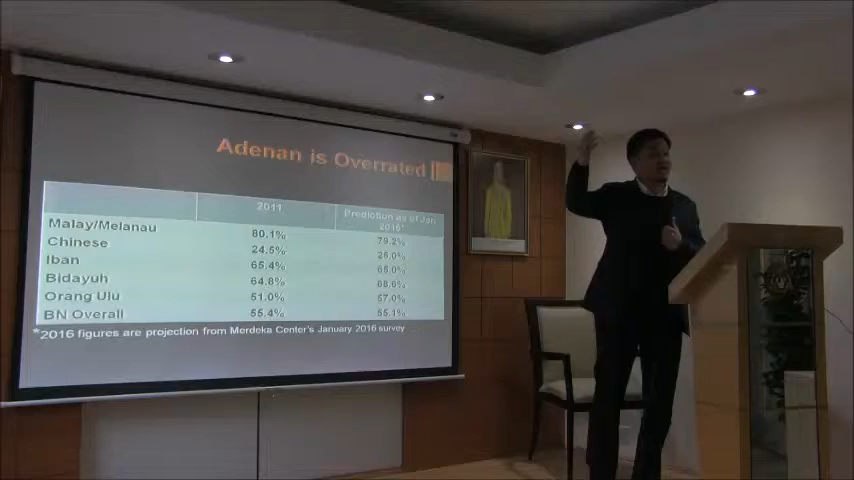 Adenan is Overrated
2011 Prediction as of Jan 2016*
Malay/Melanau 80.1% 79.2%
Chinese 24.5% 26.0%
Iban 65.4% 65.0%
Bidayuh 64.8% 68.6%
Orang Ulu 51.0% 57.0%
BN Overall 55.4% 55.1%
*2016 figures are projection from Merdeka Center's January 2016 survey